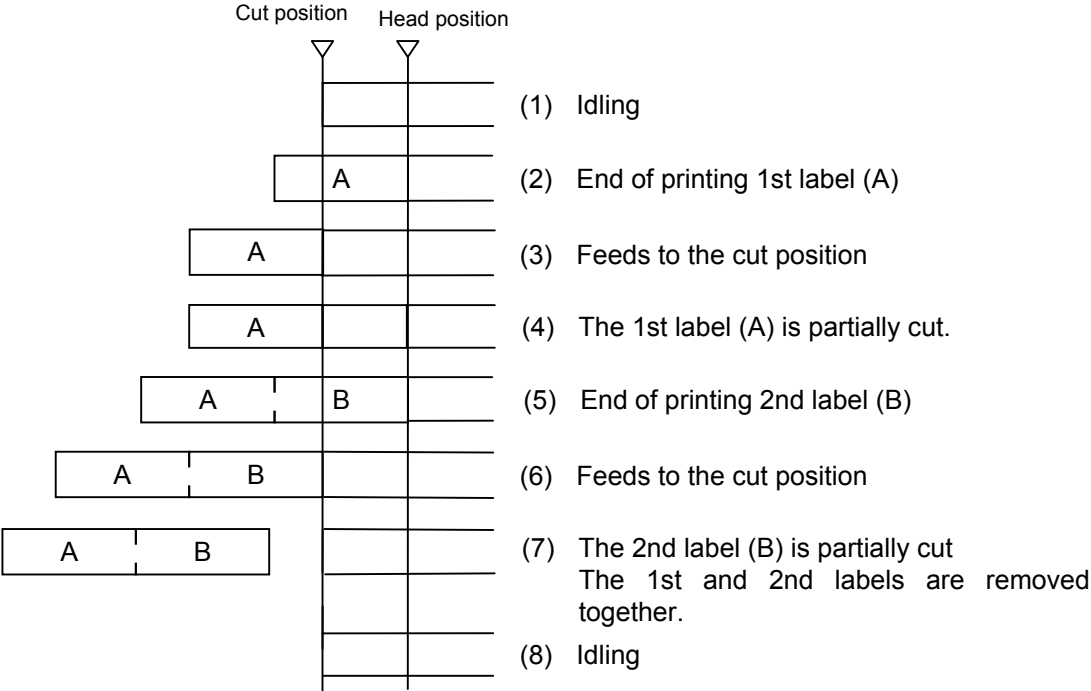 Cut position Head position
(1) Idling
A (2) End of printing 1st label (A)
A (3) Feeds to the cut position
A (4) The 1st label (A) is partially cut.
A B (5) End of printing 2nd label (B)
A B (6) Feeds to the cut position
A B (7) The 2nd label (B) is partially cut
The 1st and 2nd labels are removed
together.
(8) Idling